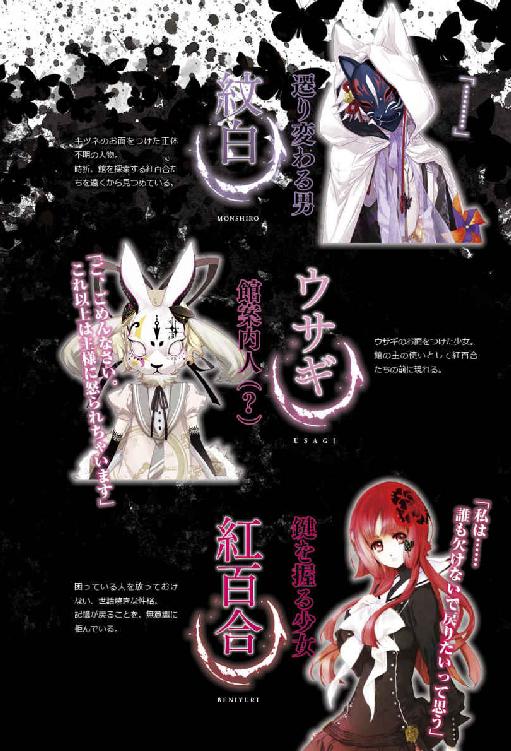 「………」
還り変わる男
紋白
MONSHIRO
キツネのお面をつけた正体
不明の人物。
時折、館を探索する紅百合た
ちを遠くから見つめている。
ウサギ
USAGI
館案内人（？）
「ご、ごめんなさい。
これ以上は王様に怒られちゃいます」
ウサギのお面をつけた少女。
館の主の使いとして紅百合
たちの前に現れる。
「私は……
誰も欠けないで戻りたいって思う」
鍵を握る少女
紅百合
BENIYURI
困っている人を放っておけ
ない、世話焼きな性格。
記憶が戻ることを、無意識に
拒んでいる。